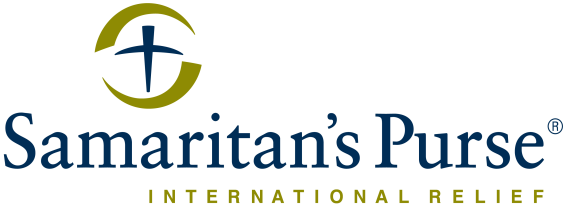 Samaritan's Purse®
INTERNATIONAL RELIEF